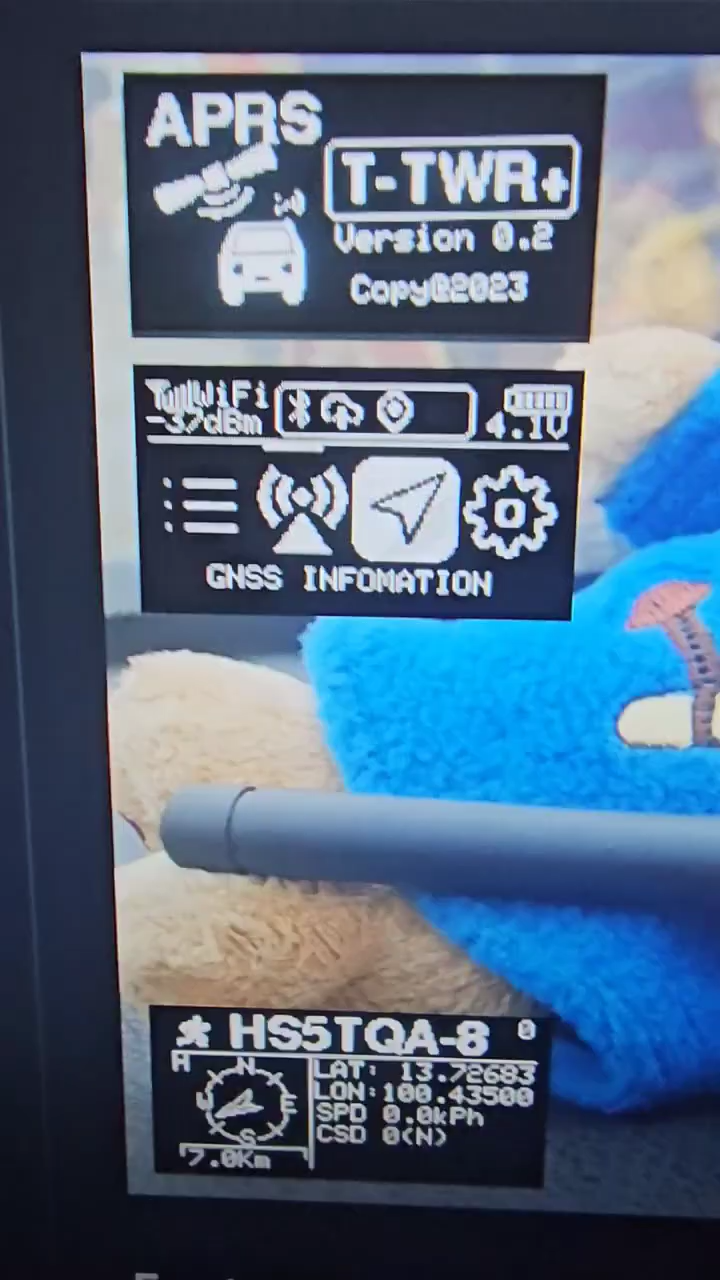 APRS
T-TWR+
Version 0.2
Copy@2023
WiFi
-37dBm
4.1V
GNSS INFOMATION
HS5TQA-8 0
A
N
W E
S
7.0Km
LAT: 13.72683
LON:100.43500
SPD 0.0kPh
CSD 0(N)